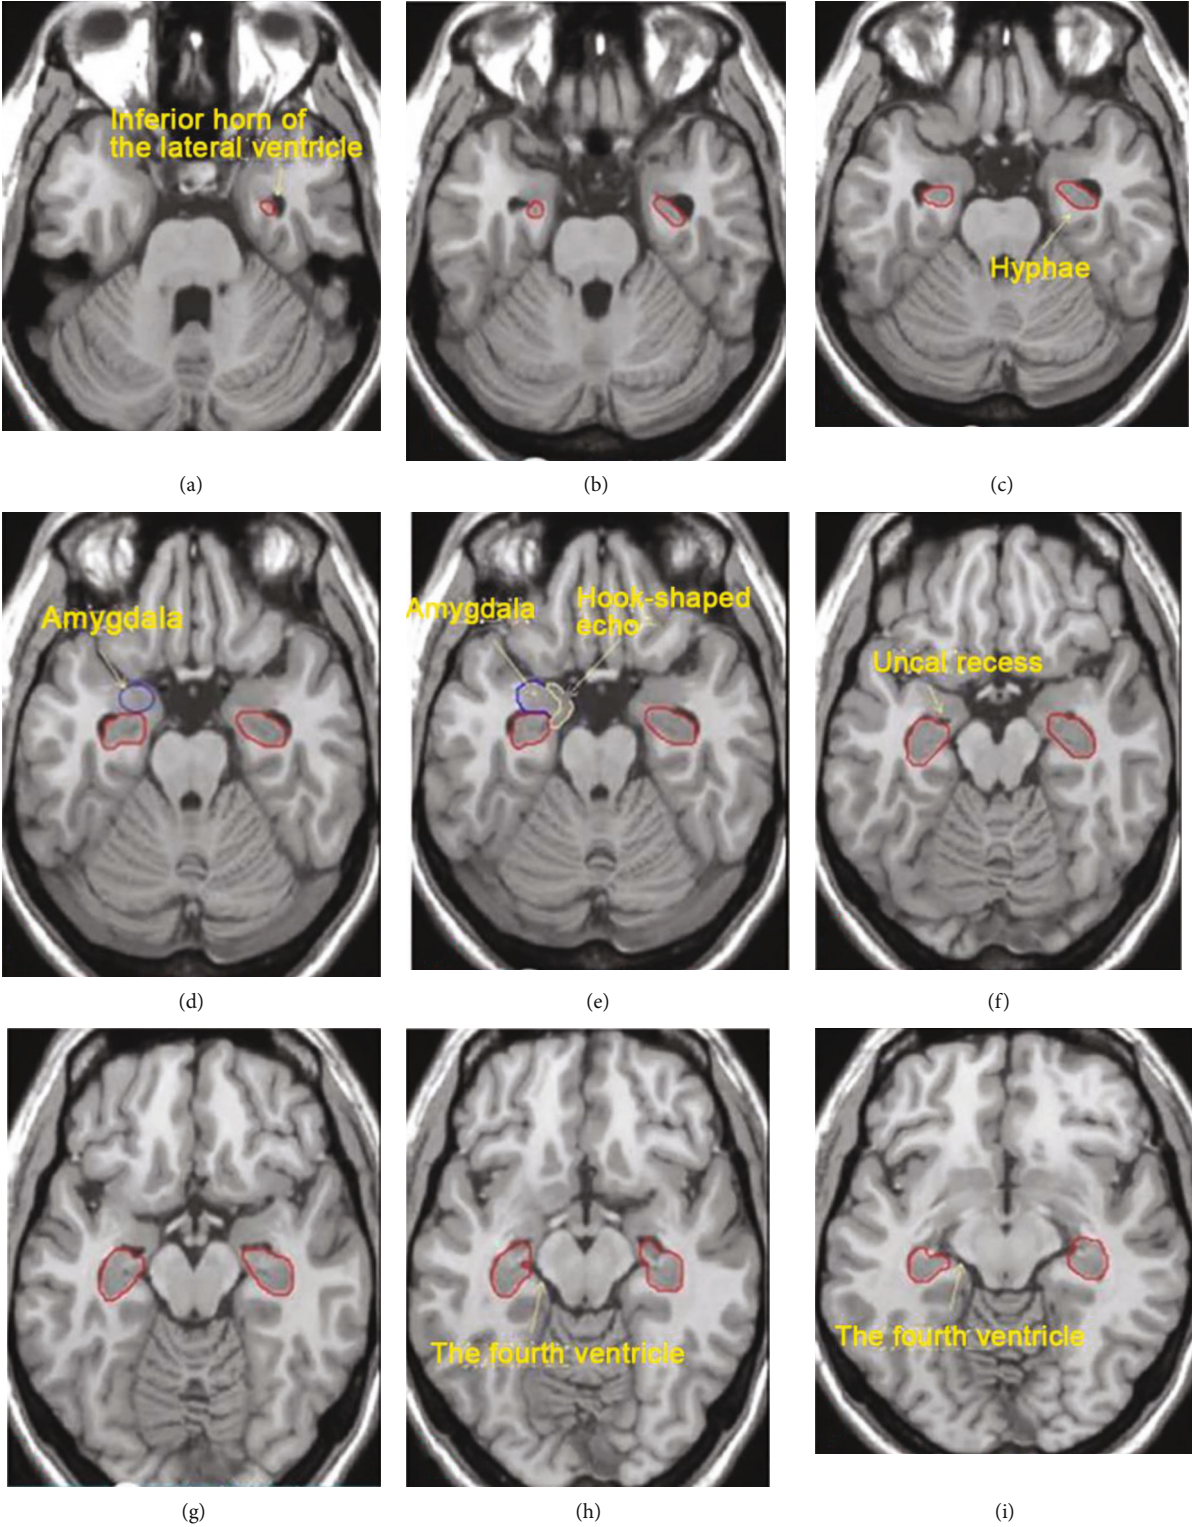 Inferior horn of
the lateral ventricle
Hyphae
(a)
(b)
(c)
Amygdala
Amygdala
Hook-shaped
echo
Uncal recess
(d)
(e)
(f)
The fourth ventricle
The fourth ventricle
(g)
(h)
(i)